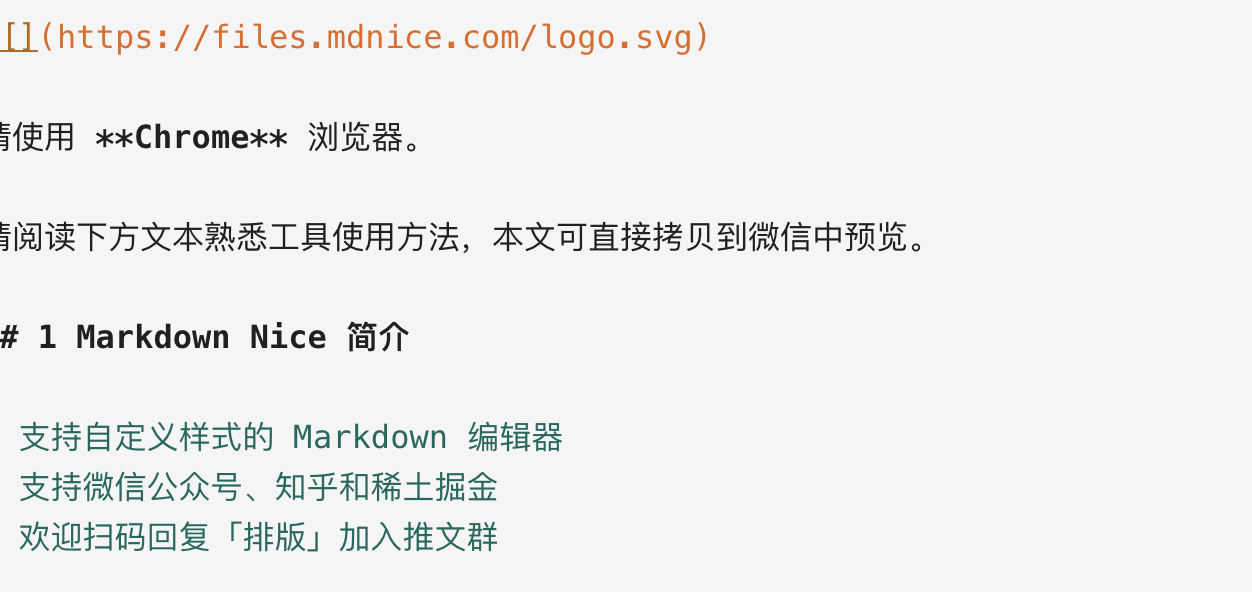 [](https://files.mdnice.com/logo.svg)
请使用 **Chrome** 浏览器。
请阅读下方文本熟悉工具使用方法，本文可直接拷贝到微信中预览。
# 1 Markdown Nice 简介
支持自定义样式的 Markdown 编辑器
支持微信公众号、知乎和稀土掘金
欢迎扫码回复「排版」加入推文群